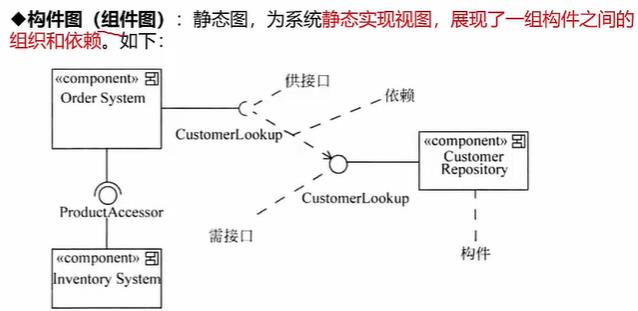 ◆构件图（组件图）：静态图，为系统静态实现视图，展现了一组构件之间的
组织和依赖。如下：
«component»
Order System
供接口
依赖
CustomerLookup
«component»
Customer
Repository
CustomerLookup
ProductAccessor
需接口
构件
«component»
Inventory System